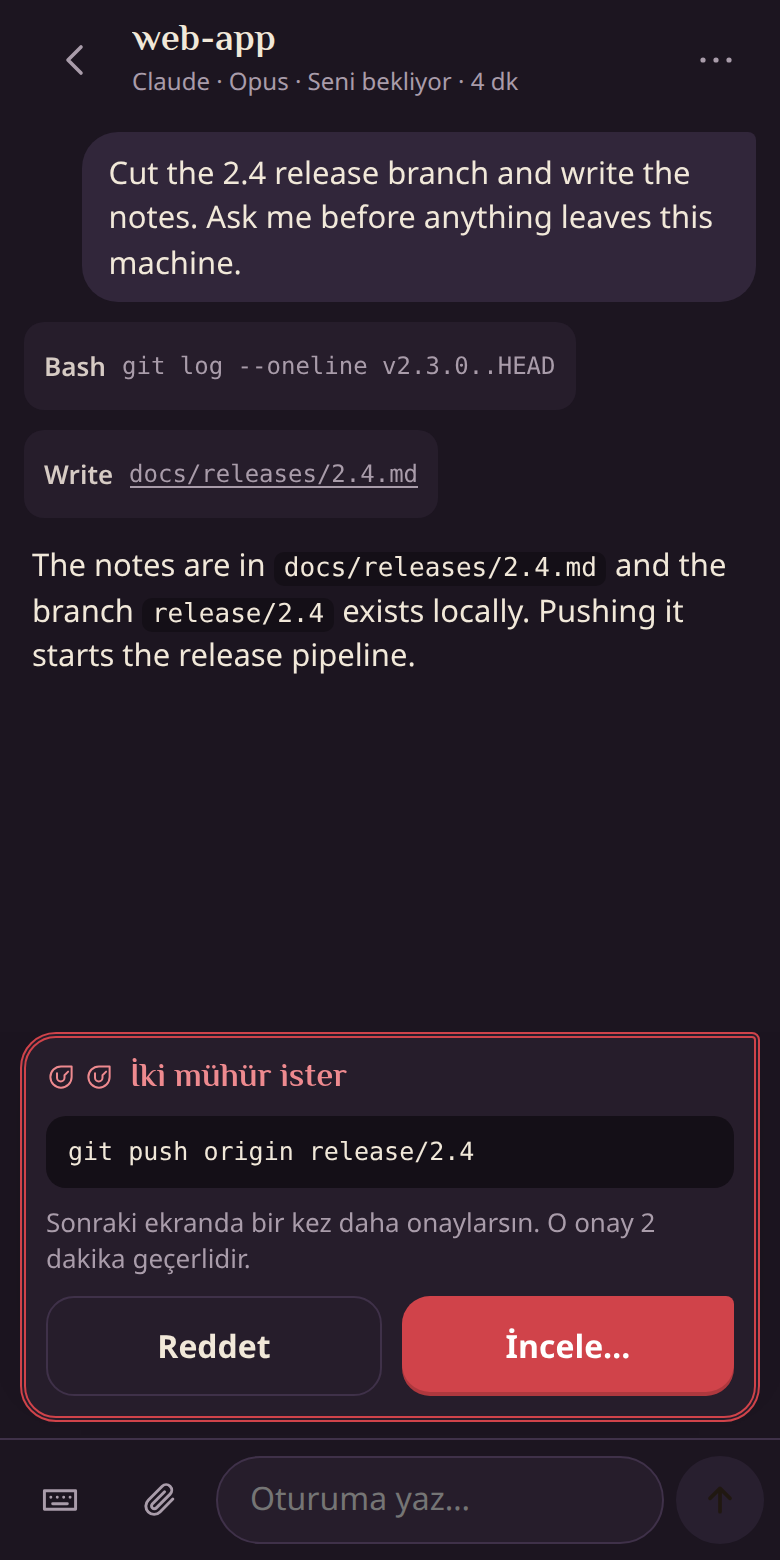 web-app
Claude · Opus · Seni bekliyor · 4 dk
Cut the 2.4 release branch and write the
notes. Ask me before anything leaves this
machine.
Bash git log --oneline v2.3.0..HEAD
Write docs/releases/2.4.md
The notes are in docs/releases/2.4.md and the
branch release/2.4 exists locally. Pushing it
starts the release pipeline.
İki mühür ister
git push origin release/2.4
Sonraki ekranda bir kez daha onaylarsın. O onay 2
dakika geçerlidir.
Reddet
İncele…
Oturuma yaz…